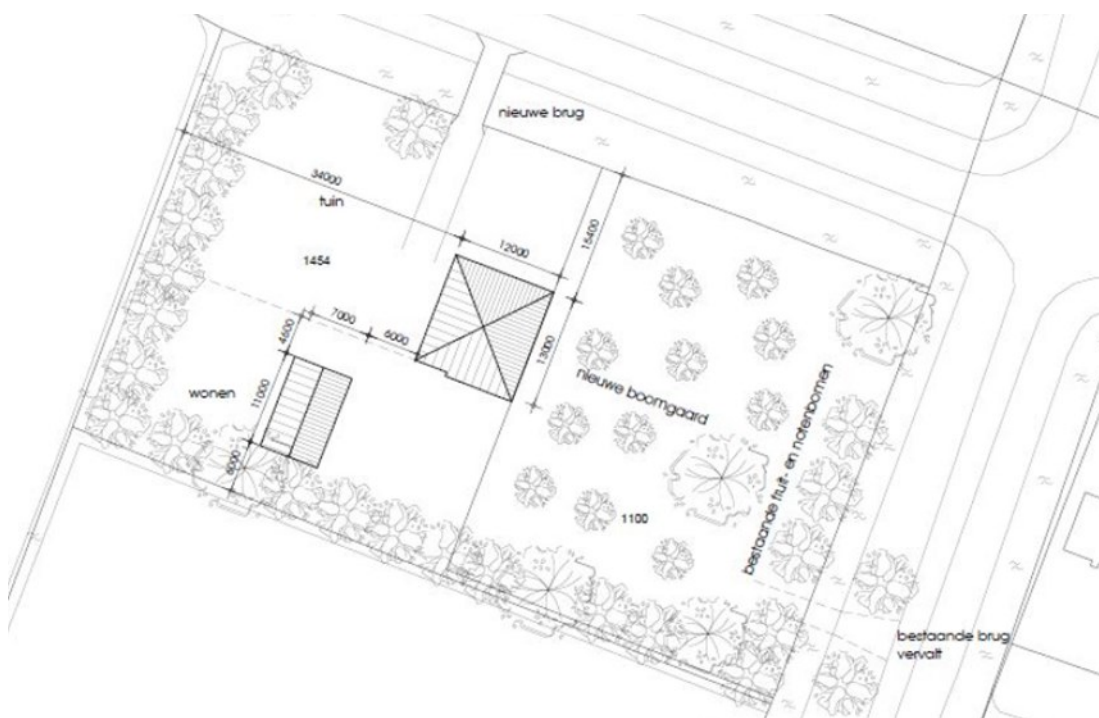 nieuwe brug
34000
tuin
15400
12000
1454
7000
6000
4600
13000
nieuwe boomgaard
wonen
11000
6000
bestaande fruit- en notenbomen
1100
bestaande brug
vervalt